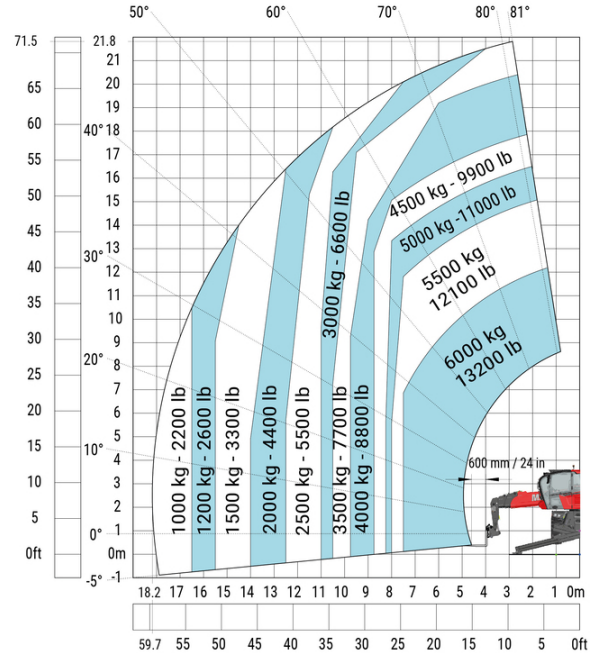 50°
60°
70°
80°
81°
71.5
65
60
55
50
45
40
35
30
25
20
15
10
5
0ft
21.8
21
20
19
40° 18
17
16
15
14
30° 13
12
11
10
9
20° 8
7
6
5
10° 4
3
2
0° 1
0m
-5° -1
1000 kg - 2200 lb
1200 kg - 2600 lb
1500 kg - 3300 lb
2000 kg - 4400 lb
2500 kg - 5500 lb
3000 kg - 6600 lb
3500 kg - 7700 lb
4000 kg - 8800 lb
4500 kg - 9900 lb
5000 kg -11000 lb
5500 kg
12100 lb
6000 kg
13200 lb
600 mm / 24 in
18.2 17 16 15 14 13 12 11 10 9 8 7 6 5 4 3 2 1 0m
59.7 55 50 45 40 35 30 25 20 15 10 5 0ft